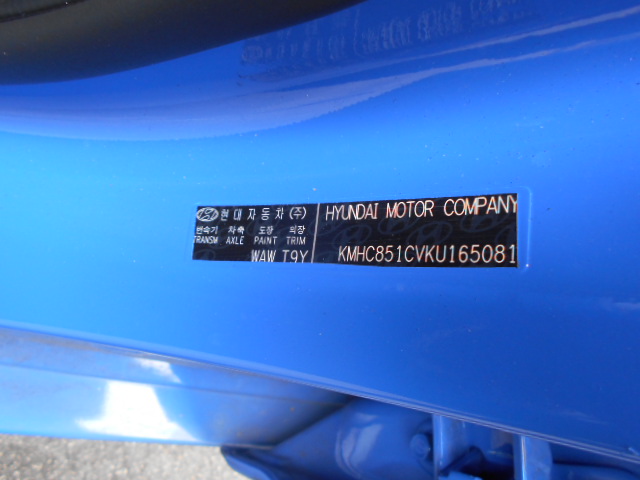 현대자동차(주)
변속기 차축 도장 의장
TRANSM AXLE PAINT TRIM
WAW T9Y
HYUNDAI MOTOR COMPANY
KMHC851CVKU165081